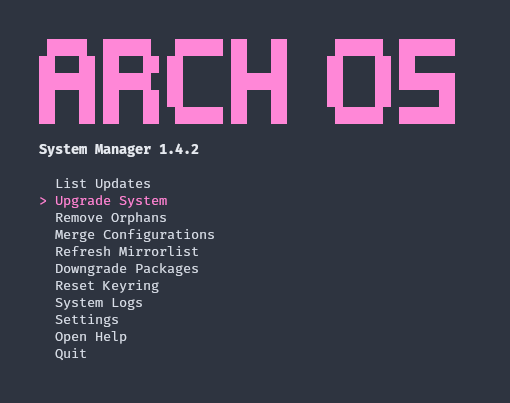 ARCH OS
System Manager 1.4.2
List Updates
> Upgrade System
Remove Orphans
Merge Configurations
Refresh Mirrorlist
Downgrade Packages
Reset Keyring
System Logs
Settings
Open Help
Quit